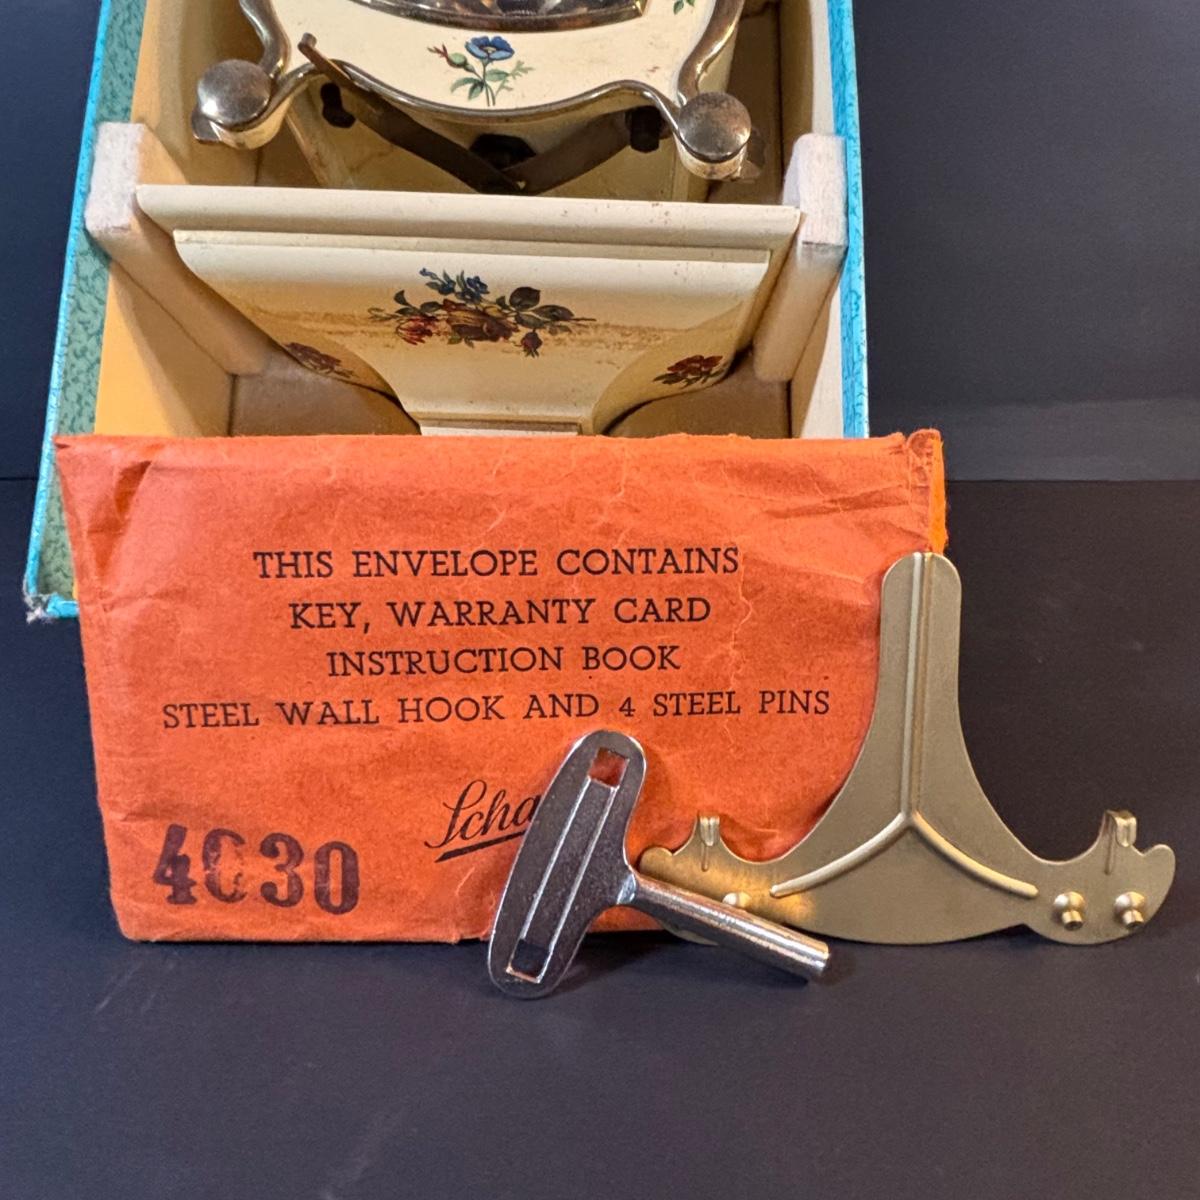 THIS ENVELOPE CONTAINS
KEY, WARRANTY CARD
INSTRUCTION BOOK
STEEL WALL HOOK AND 4 STEEL PINS
4030